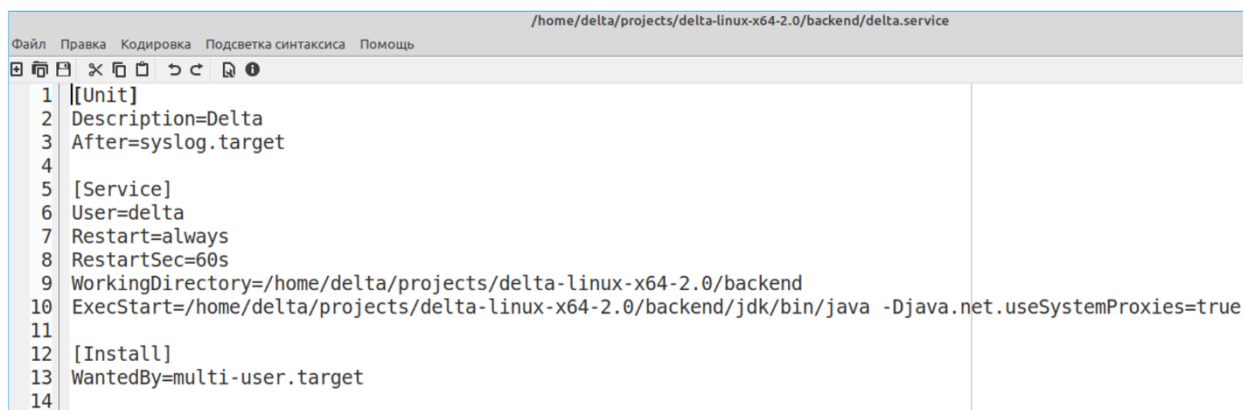 /home/delta/projects/delta-linux-x64-2.0/backend/delta.service
Файл Правка Кодировка Подсветка синтаксиса Помощь
1 [Unit]
2 Description=Delta
3 After=syslog.target
4
5 [Service]
6 User=delta
7 Restart=always
8 RestartSec=60s
9 WorkingDirectory=/home/delta/projects/delta-linux-x64-2.0/backend
10 ExecStart=/home/delta/projects/delta-linux-x64-2.0/backend/jdk/bin/java -Djava.net.useSystemProxies=true
11
12 [Install]
13 WantedBy=multi-user.target
14